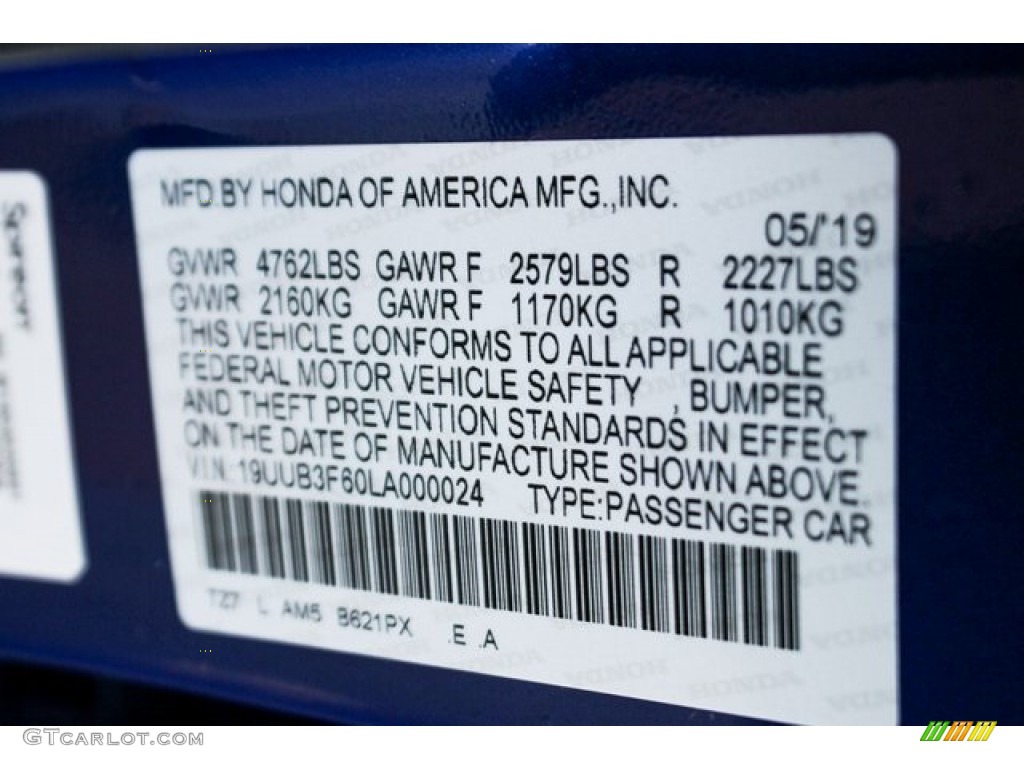 MFD.BY HONDA OF AMERICA MFG.,INC.
05/'19
GVWR 4762LBS GAWR F 2579LBS R 2227LBS
GVWR 2160KG GAWR F 1170KG R 1010KG
THIS VEHICLE CONFORMS TO ALL APPLICABLE
FEDERAL MOTOR VEHICLE SAFETY , BUMPER,
AND THEFT PREVENTION STANDARDS IN EFFECT
ON THE DATE OF MANUFACTURE SHOWN ABOVE.
VIN: 19UUB3F60LA000024 TYPE:PASSENGER CAR
TZ7 L AM5 B621PX .E .A
GTCARLOT.COM